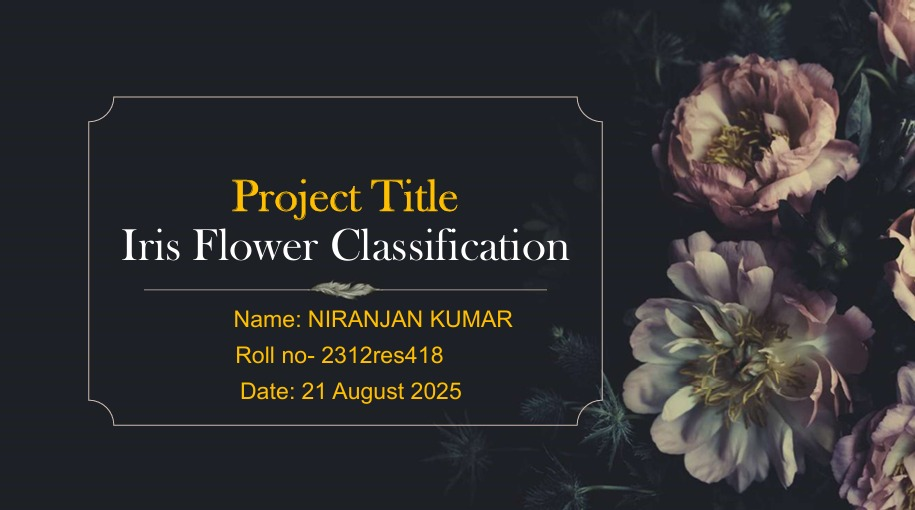 Project Title
Iris Flower Classification
Name: NIRANJAN KUMAR
Roll no- 2312res418
Date: 21 August 2025